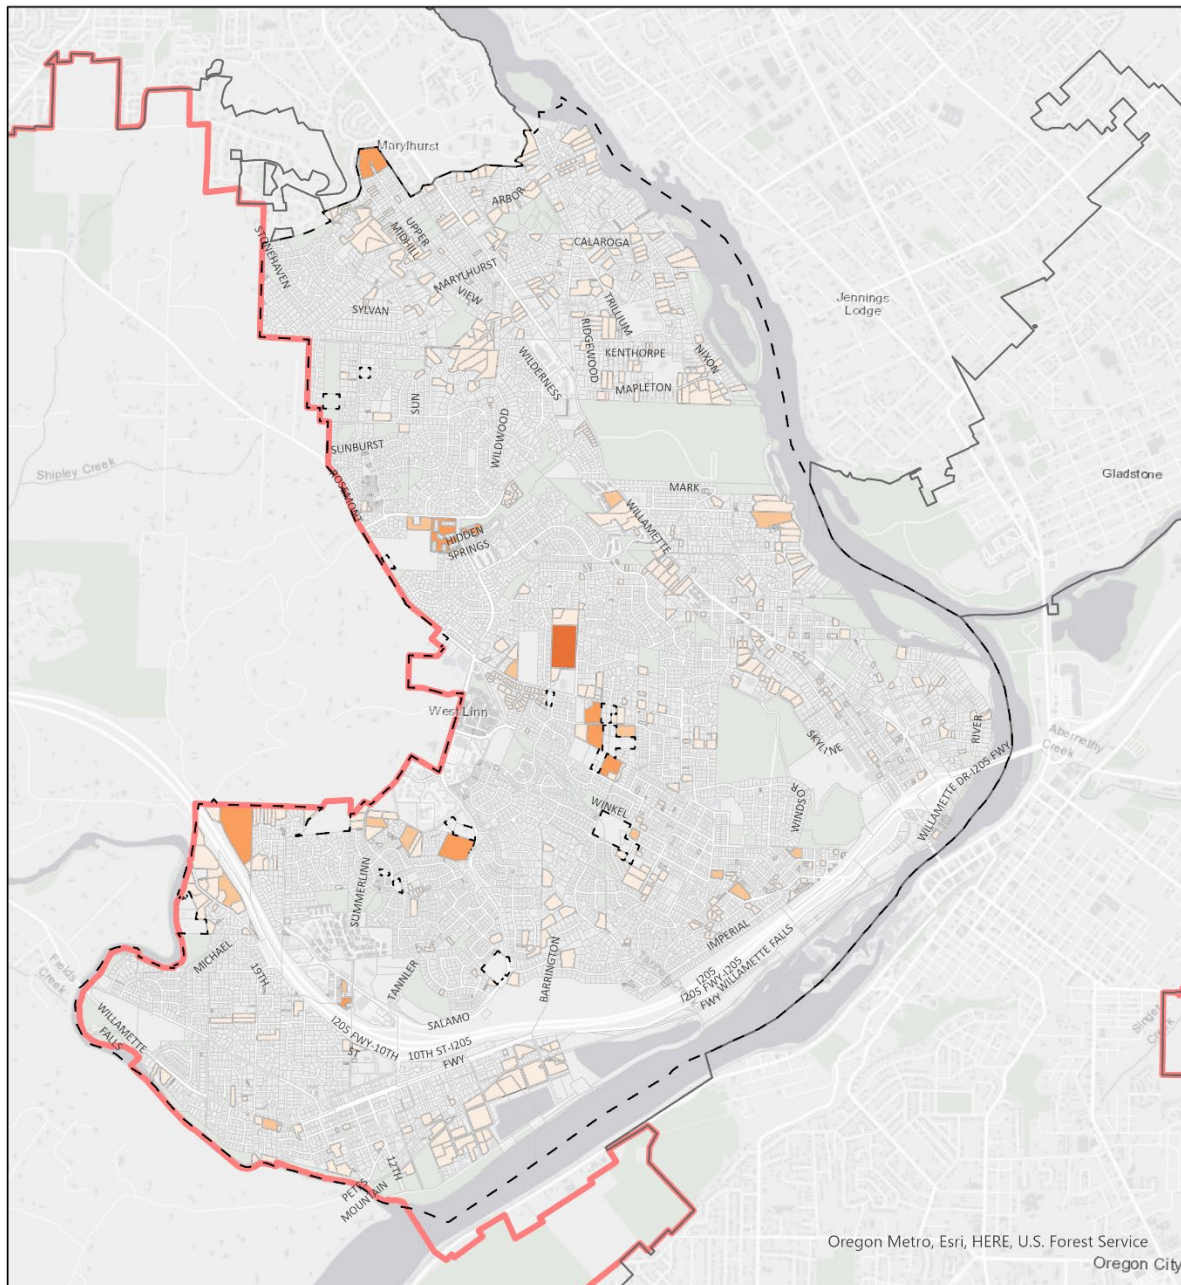 Marylhurst
ARBOR
UPPER
MIDHILL
CALAROGA
STONEHAVEN
MARYLHURST
VIEW
SYLVAN
TRILLIUM
Jennings
Lodge
RIDGEWOOD
KENTHORPE
NIXON
WILDERNESS
MAPLETON
SUN
WILDWOOD
SUNBURST
Shipley Creek
ROSEMONT
Gladstone
MARK
WILLAMETTE
HIDDEN
SPRINGS
West Linn
SKYLINE
RIVER
Abernethy
Creek
WILLAMETTE DR-I205 FWY
WINKEL
WINDSOR
SUMMERLINN
IMPERIAL
MICHAEL
19TH
TANNLER
BARRINGTON
I205
I205 FWY-I205
FWY WILLAMETTE FALLS
Fields
Creek
WILLAMETTE
FALLS
SALAMO
I205 FWY-10TH
ST
10TH ST-I205
FWY
Singer
Creek
12TH
PETES
MOUNTAIN
Oregon Metro, Esri, HERE, U.S. Forest Service
Oregon City